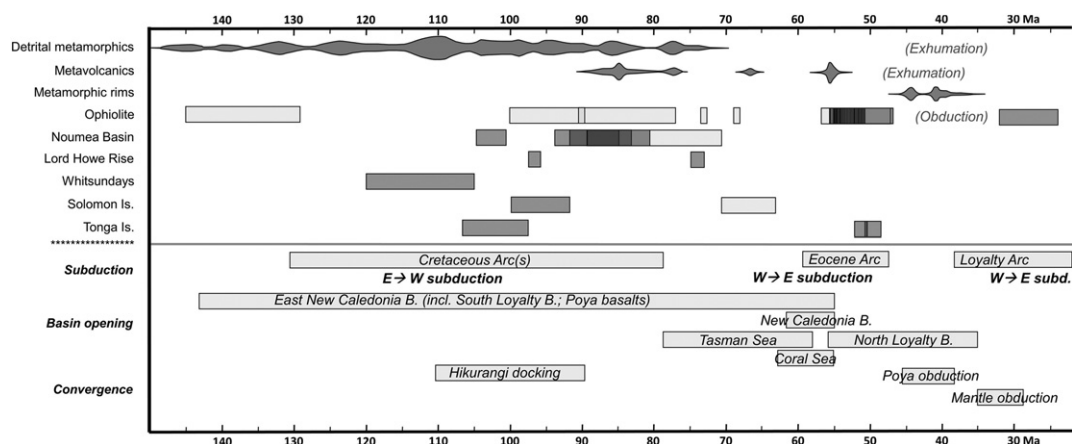 140 130 120 110 100 90 80 70 60 50 40 30 Ma
Detrital metamorphics (Exhumation)
Metavolcanics (Exhumation)
Metamorphic rims
Ophiolite (Obduction)
Noumea Basin
Lord Howe Rise
Whitsundays
Solomon Is.
Tonga Is.
*****************
Subduction Cretaceous Arc(s) Eocene Arc Loyalty Arc
E→ W subduction W→ E subduction W→ E subd.
East New Caledonia B. (incl. South Loyalty B.; Poya basalts)
Basin opening New Caledonia B.
Tasman Sea North Loyalty B.
Coral Sea
Convergence Hikurangi docking Poya obduction
Mantle obduction
140 130 120 110 100 90 80 70 60 50 40 30 Ma